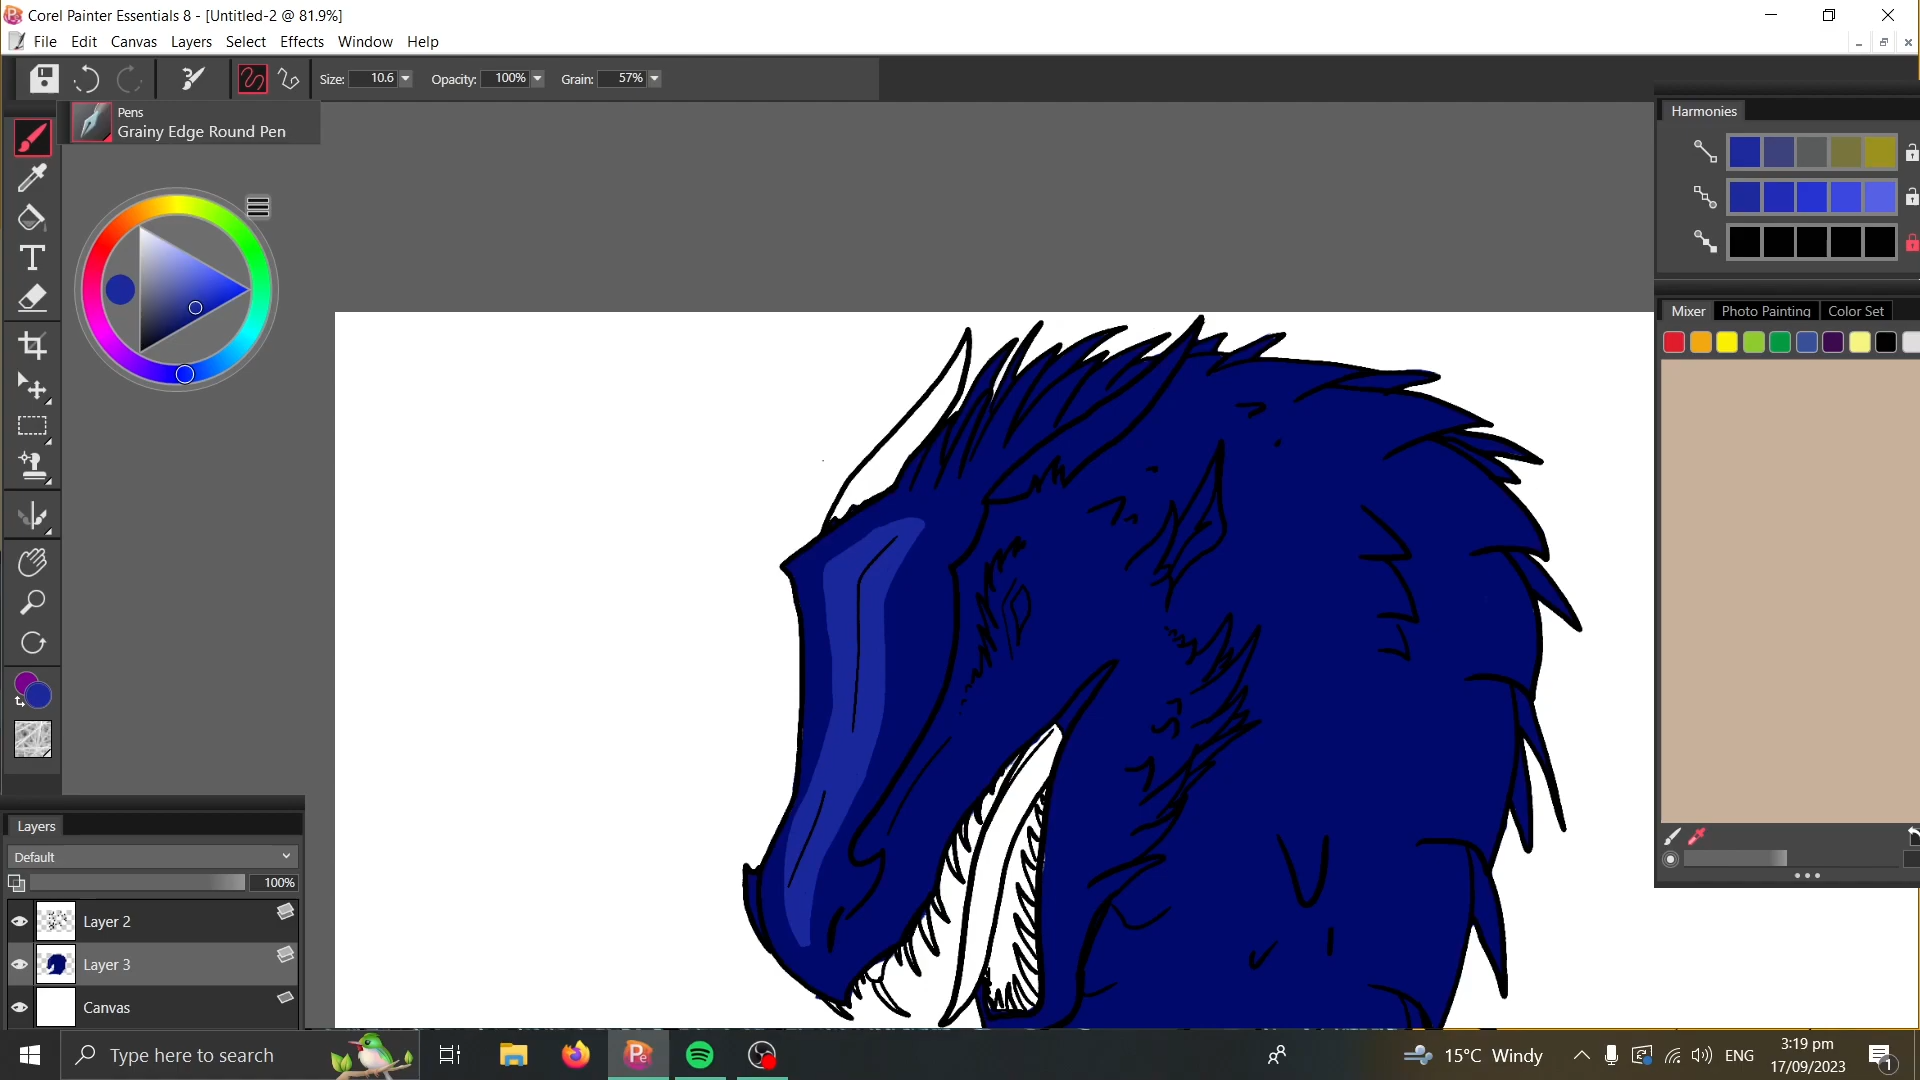 Corel Painter Essentials 8 - [Untitled-2 @ 81.9%]
File Edit Canvas Layers Select Effects Window Help
Size: 10.6 Opacity: 100% Grain: 57%
Pens
Grainy Edge Round Pen
Harmonies
Mixer Photo Painting Color Set
Layers
Default
100%
Layer 2
Layer 3
Canvas
Type here to search
15°C Windy
ENG
3:19 pm
17/09/2023
1